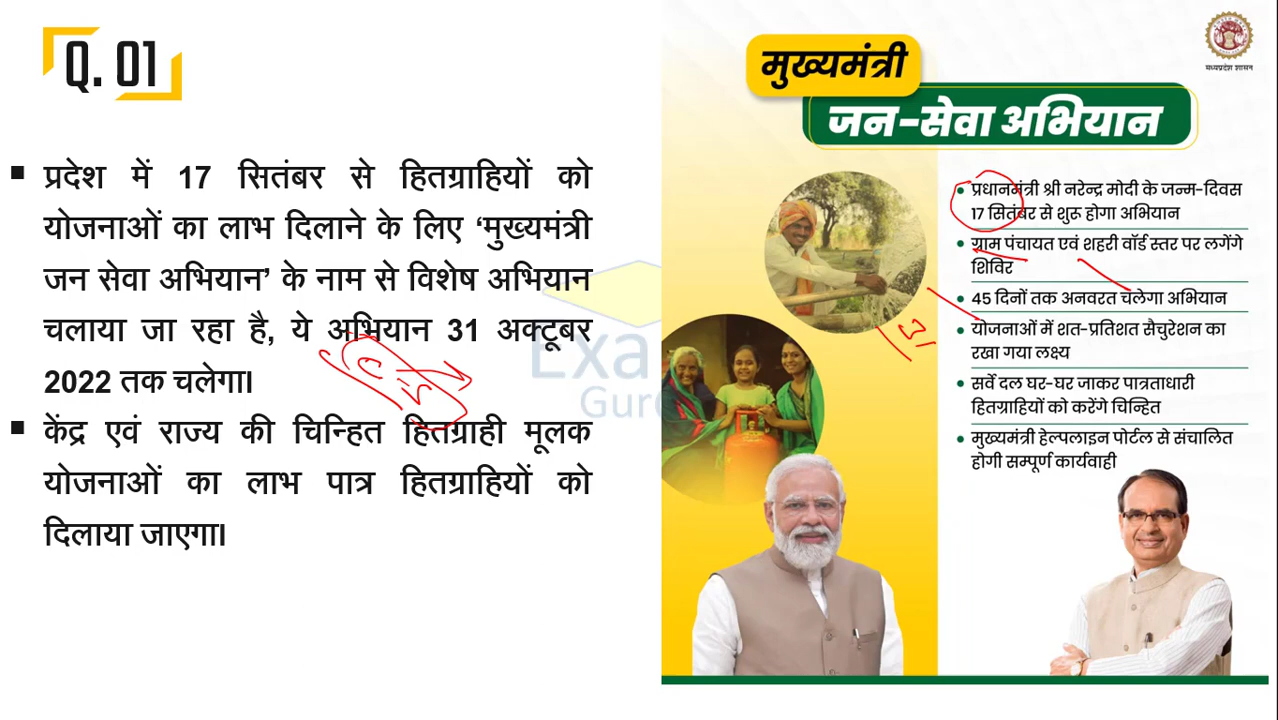 Q. 01
▪ प्रदेश में 17 सितंबर से हितग्राहियों को
योजनाओं का लाभ दिलाने के लिए ‘मुख्यमंत्री
जन सेवा अभियान’ के नाम से विशेष अभियान
चलाया जा रहा है, ये अभियान 31 अक्टूबर
2022 तक चलेगा।
▪ केंद्र एवं राज्य की चिन्हित हितग्राही मूलक
योजनाओं का लाभ पात्र हितग्राहियों को
दिलाया जाएगा।
Exa
Gur
मध्यप्रदेश शासन
मुख्यमंत्री
जन-सेवा अभियान
• प्रधानमंत्री श्री नरेन्द्र मोदी के जन्म-दिवस
17 सितंबर से शुरू होगा अभियान
• ग्राम पंचायत एवं शहरी वॉर्ड स्तर पर लगेंगे
शिविर
• 45 दिनों तक अनवरत चलेगा अभियान
• योजनाओं में शत-प्रतिशत सैचुरेशन का
रखा गया लक्ष्य
• सर्वे दल घर-घर जाकर पात्रताधारी
हितग्राहियों को करेंगे चिन्हित
• मुख्यमंत्री हेल्पलाइन पोर्टल से संचालित
होगी सम्पूर्ण कार्यवाही